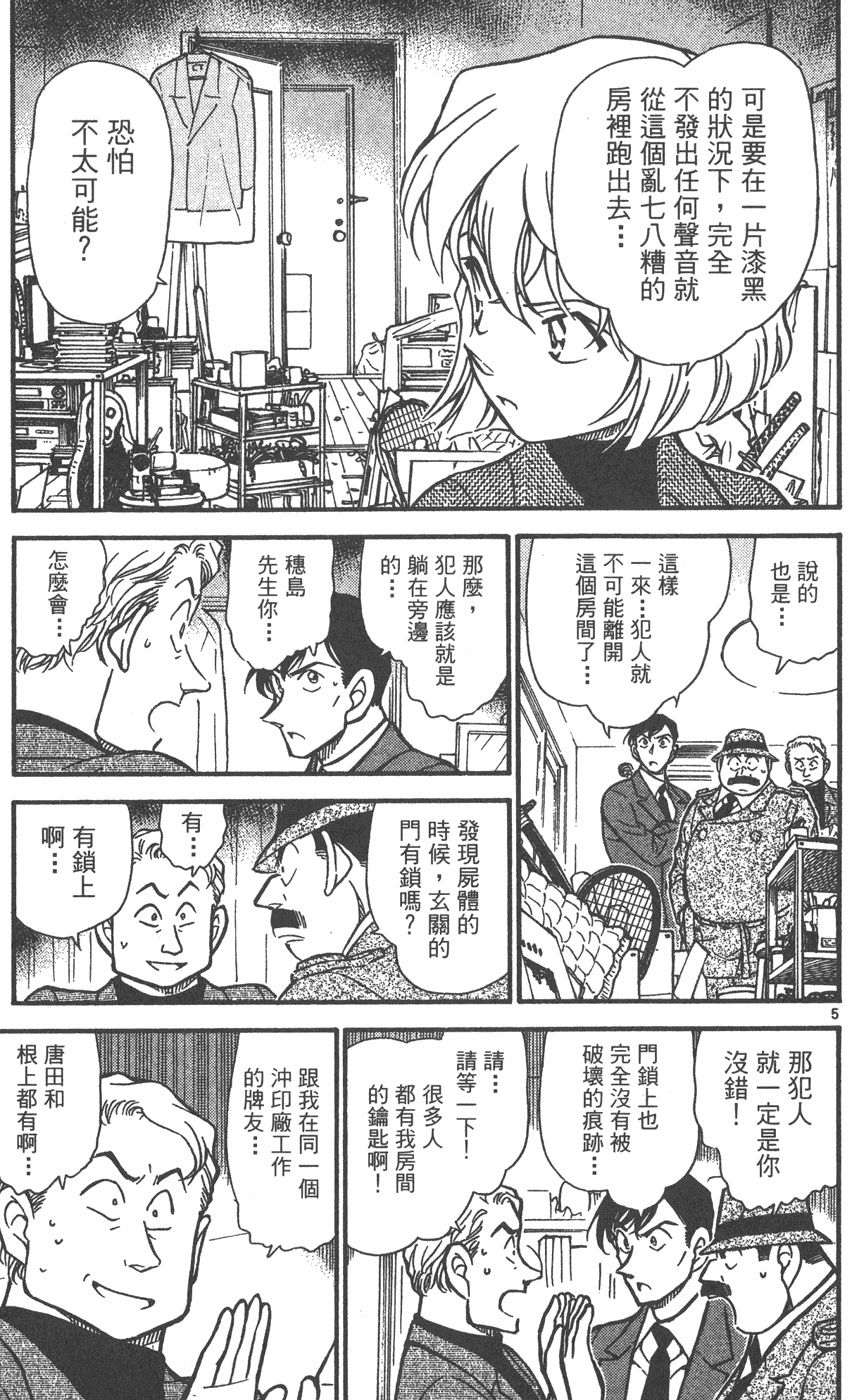 可是要在一片漆黑
的狀況下，完全
不發出任何聲音就
從這個亂七八糟的
房裡跑出去…
恐怕
不太可能？
說的
也是…
這樣
一來…犯人就
不可能離開
這個房間了…
那麼，
犯人應該就是
躺在旁邊
的…
穗島
先生你…
怎麼會…
發現屍體的
時候，玄關的
門有鎖嗎？
有…
有鎖上
啊…
5
那犯人
就一定是你
沒錯！
門鎖上也
完全沒有被
破壞的痕跡…
請…
請等一下！
很多人
都有我房間
的鑰匙啊！
跟我在同一個
沖印廠工作
的牌友…
唐田和
根上都有啊…